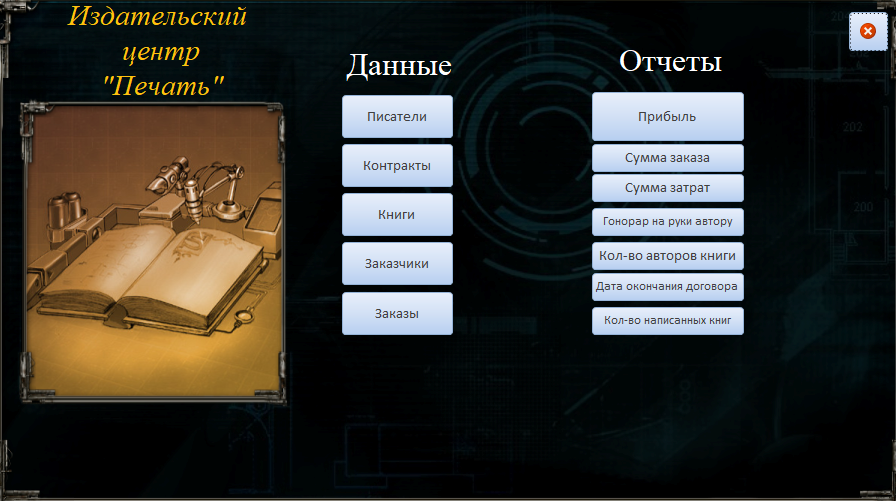 Издательский
центр
"Печать"
Данные
Писатели
Контракты
Книги
Заказчики
Заказы
Отчеты
Прибыль
Сумма заказа
Сумма затрат
Гонорар на руки автору
Кол-во авторов книги
Дата окончания договора
Кол-во написанных книг
202
200